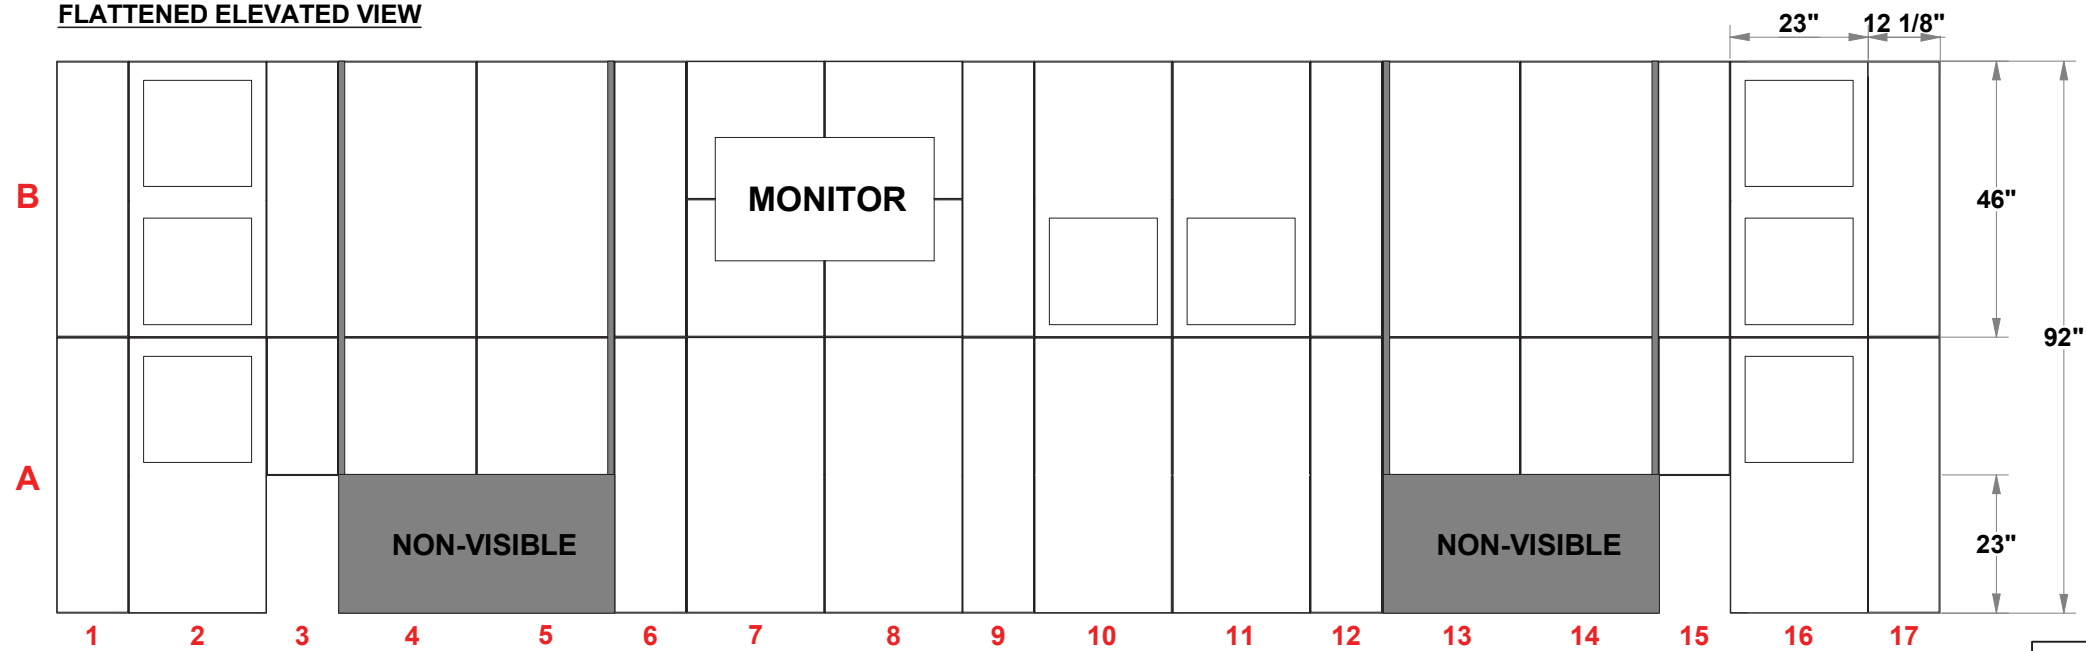 FLATTENED ELEVATED VIEW
23" 12 1/8"
B
MONITOR
46"
92"
A
NON-VISIBLE
NON-VISIBLE
23"
1 2 3 4 5 6 7 8 9 10 11 12 13 14 15 16 17